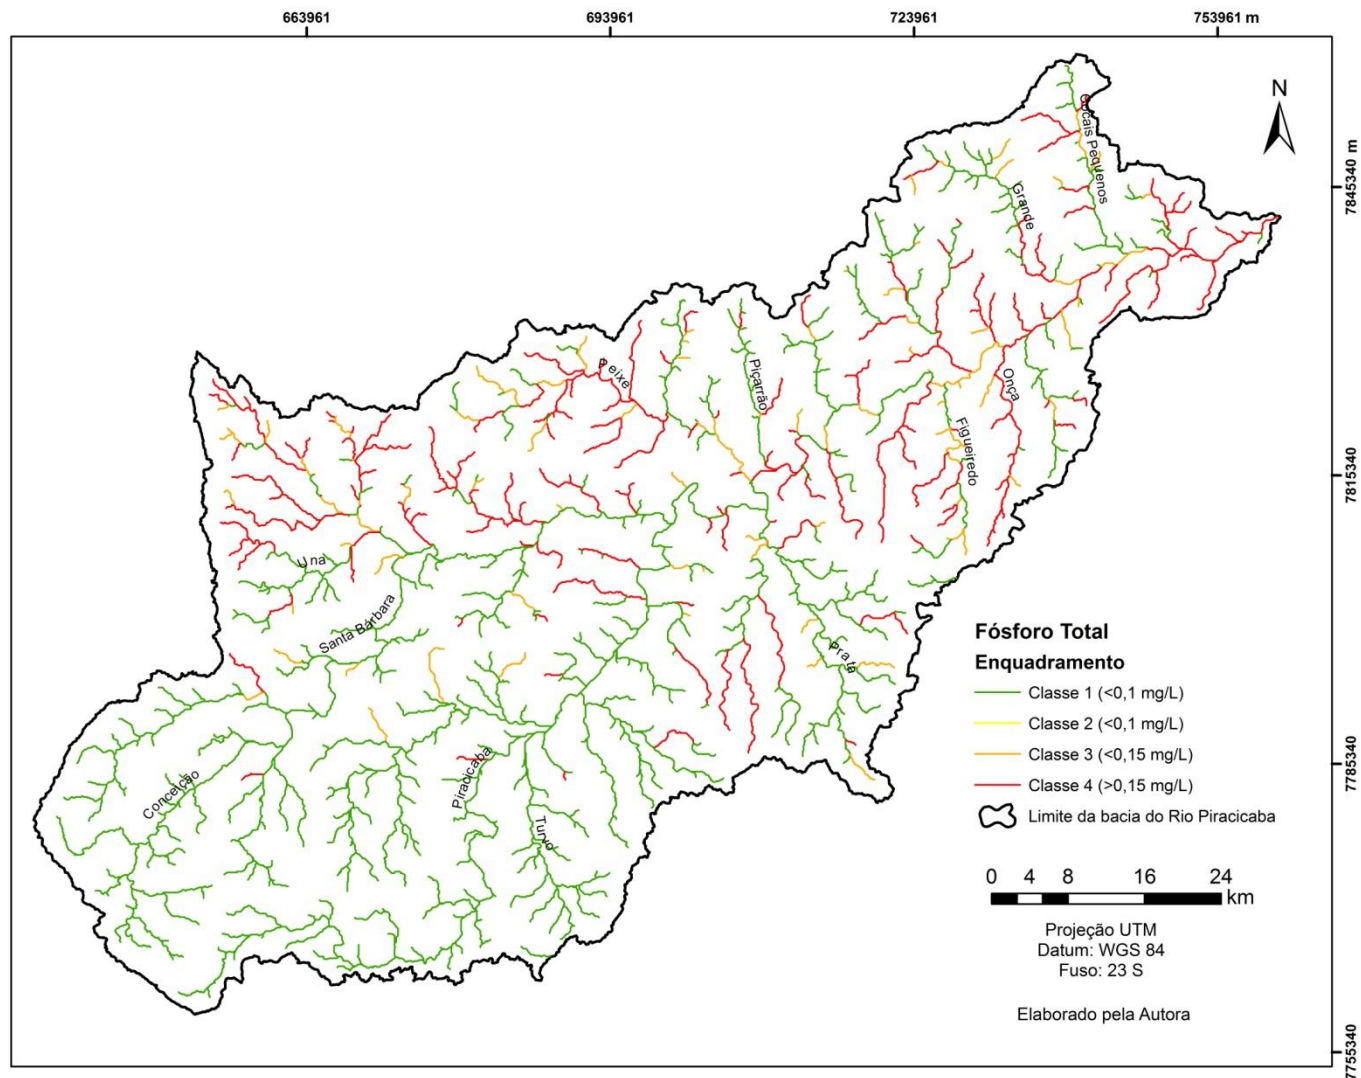 663961
693961
723961
753961 m
N
7845340 m
7815340
785340
7755340
Cocais Pequenos
Grande
Peixe
Piçarrão
Onça
Figueiredo
Una
Santa Bárbara
Prata
Conceição
Piracicaba
Turvo
Fósforo Total
Enquadramento
Classe 1 (<0,1 mg/L)
Classe 2 (<0,1 mg/L)
Classe 3 (<0,15 mg/L)
Classe 4 (>0,15 mg/L)
Limite da bacia do Rio Piracicaba
0 4 8 16 24
km
Projeção UTM
Datum: WGS 84
Fuso: 23 S
Elaborado pela Autora